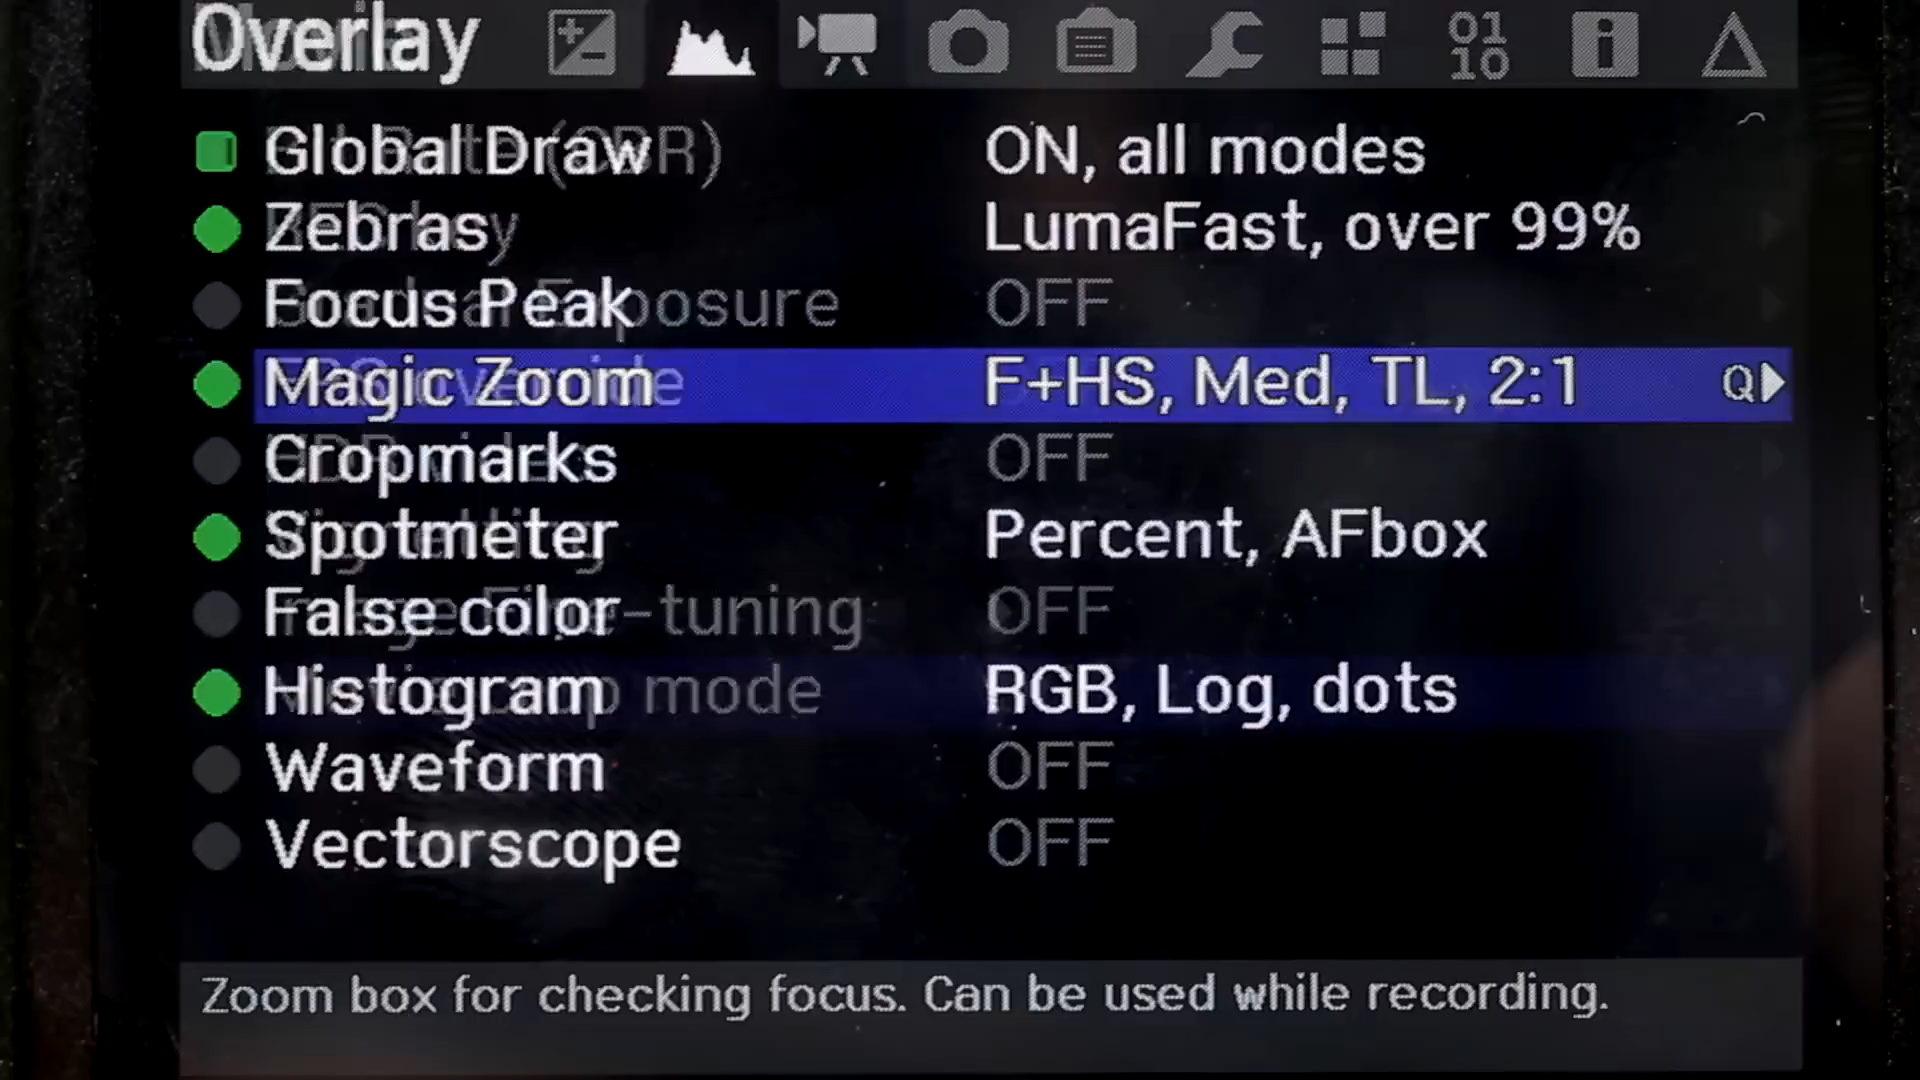 Overlay
01
10
Global Draw ON, all modes
Zebras LumaFast, over 99%
Focus Peak OFF
Magic Zoom F+HS, Med, TL, 2:1 Q
Cropmarks OFF
Spotmeter Percent, AFbox
False color OFF
Histogram RGB, Log, dots
Waveform OFF
Vectorscope OFF
Zoom box for checking focus. Can be used while recording.